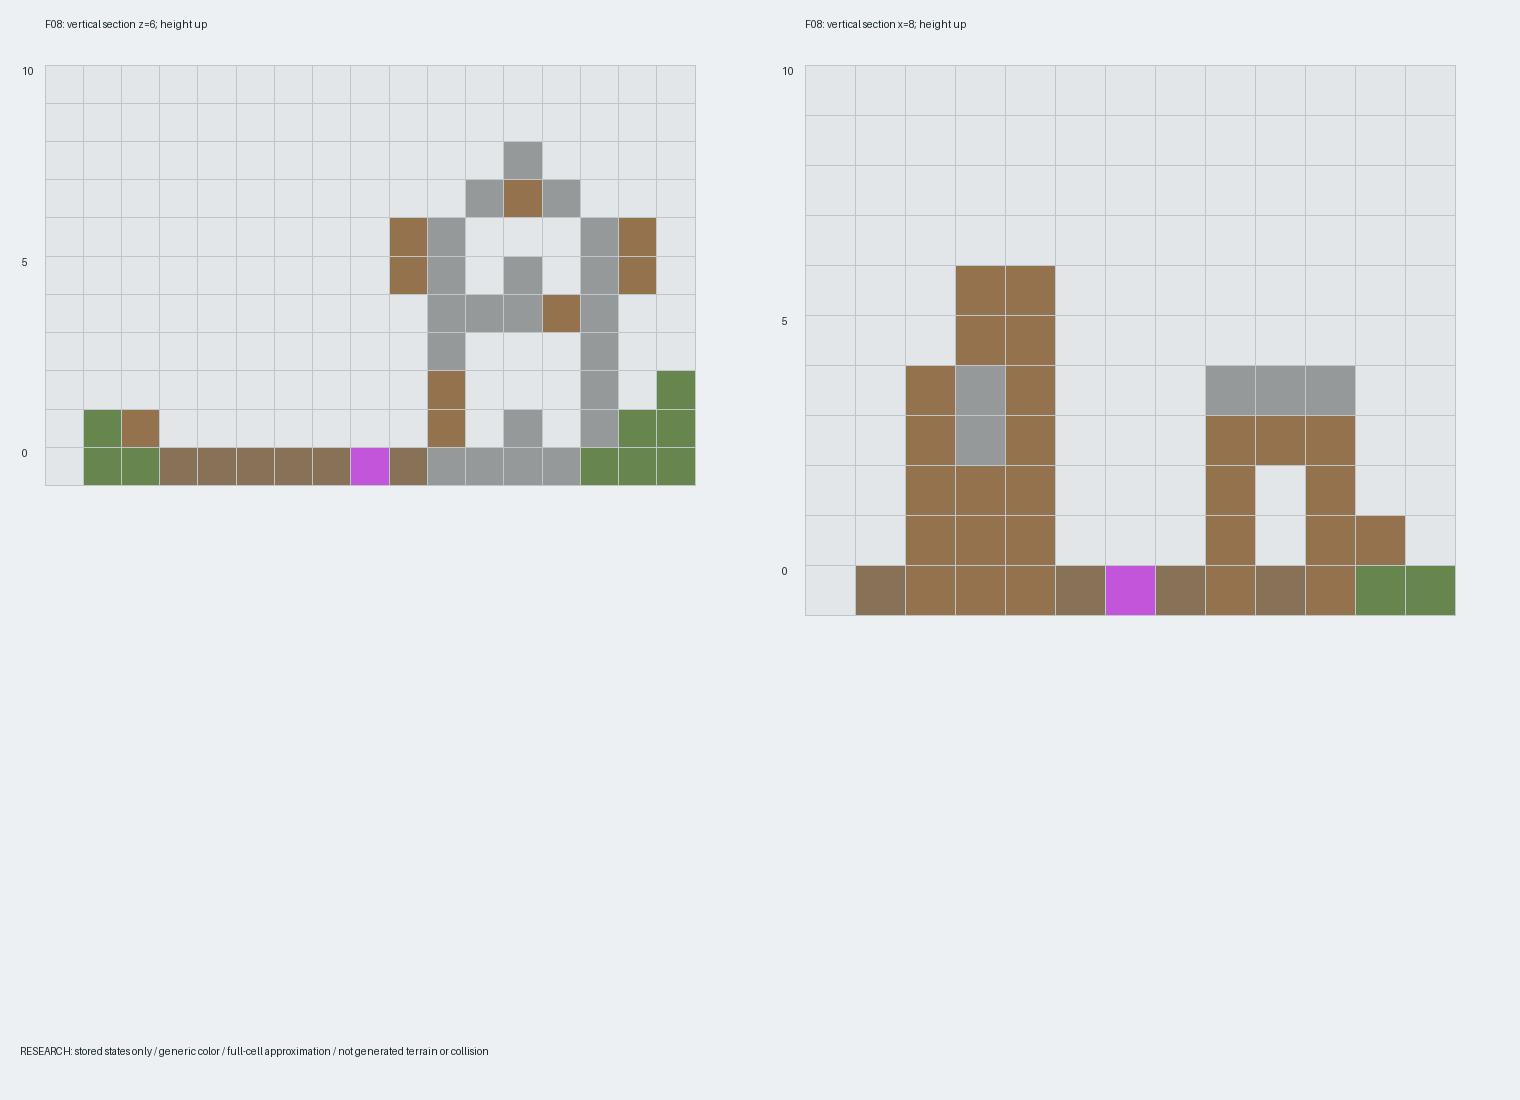 F08: vertical section z=6; height up
F08: vertical section x=8; height up
10
10
5
5
0
0
RESEARCH: stored states only / generic color / full-cell approximation / not generated terrain or collision